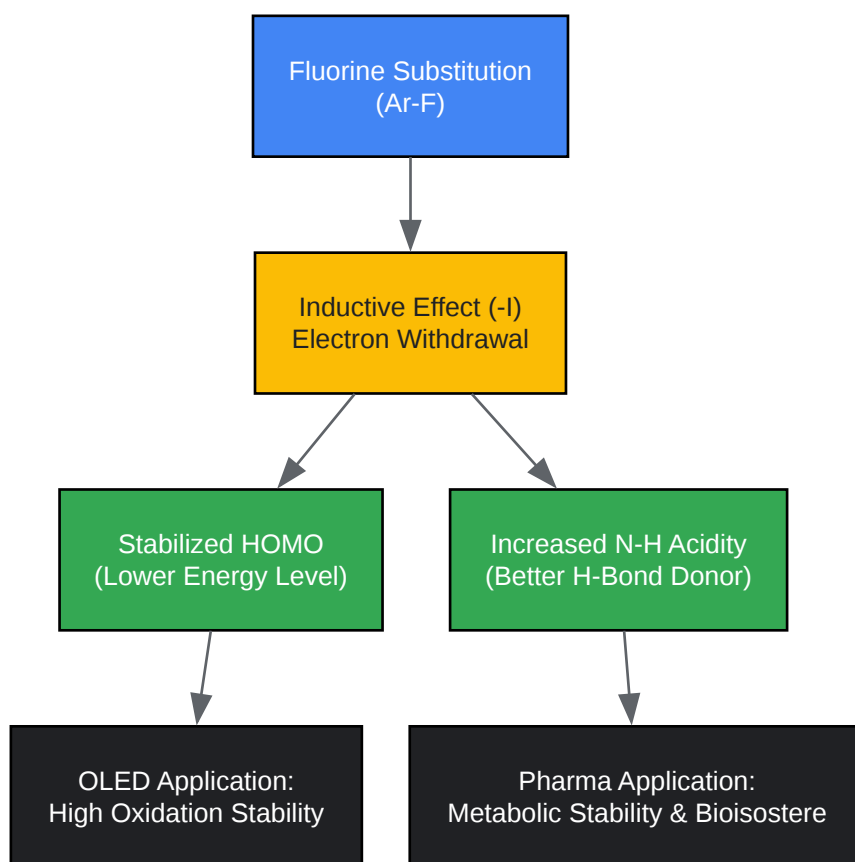 Fluorine Substitution
(Ar-F)
Inductive Effect (-I)
Electron Withdrawal
Stabilized HOMO
(Lower Energy Level)
Increased N-H Acidity
(Better H-Bond Donor)
OLED Application:
High Oxidation Stability
Pharma Application:
Metabolic Stability & Bioisostere